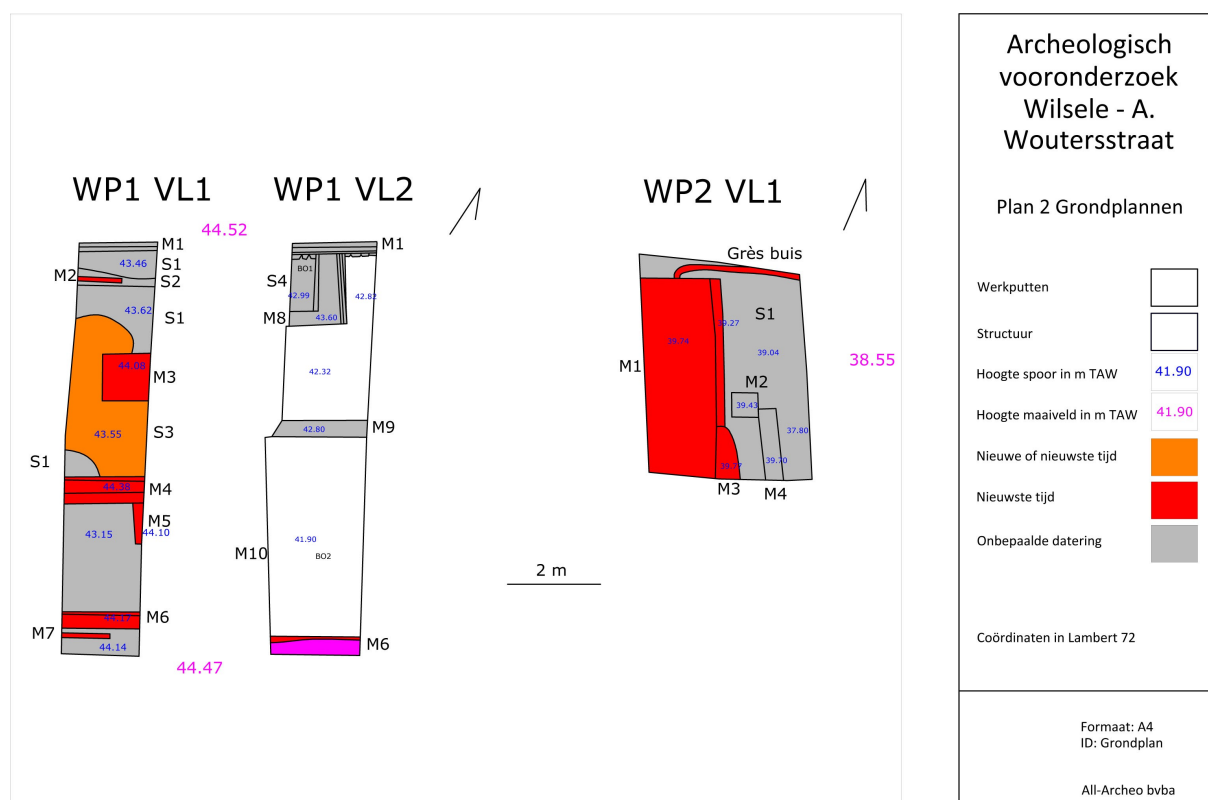 WP1 VL1
WP1 VL2
WP2 VL1
44.52
M1
43.46
S1
M2
S2
43.62
S1
44.08
M3
43.55
S3
S1
44.38
M4
M5
43.15
44.10
44.17
M6
M7
44.14
44.47
M1
BO1
S4
42.99
42.82
M8
43.60
42.32
42.80
M9
41.90
M10
BO2
M6
2 m
Grès buis
39.27
S1
39.74
39.04
M1
M2
39.43
37.80
39.70
M3
M4
38.55
Archeologisch
vooronderzoek
Wilsele - A.
Woutersstraat
Plan 2 Grondplannen
Werkputten
Structuur
Hoogte spoor in m TAW
41.90
Hoogte maaiveld in m TAW
41.90
Nieuwe of nieuwste tijd
Nieuwste tijd
Onbepaalde datering
Coördinaten in Lambert 72
Formaat: A4
ID: Grondplan
All-Archeo bvba